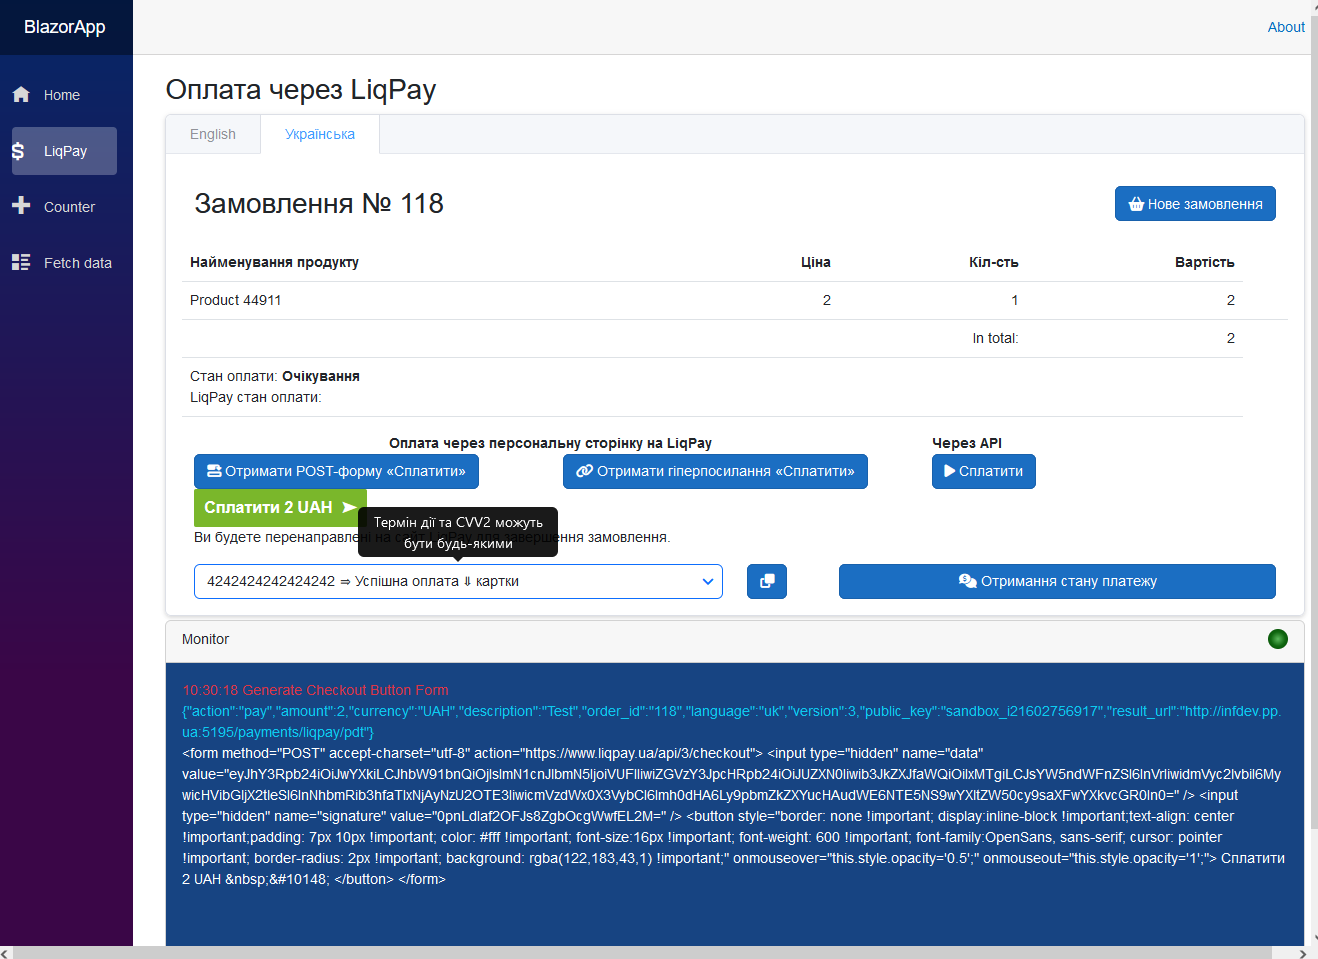 BlazorApp
About
Home
LiqPay
Counter
Fetch data
Оплата через LiqPay
English
Українська
Замовлення № 118
Нове замовлення
Найменування продукту Ціна Кіл-сть Вартість
Product 44911 2 1 2
In total: 2
Стан оплати: Очікування
LiqPay стан оплати:
Оплата через персональну сторінку на LiqPay Через API
Отримати POST-форму «Сплатити» Отримати гіперпосилання «Сплатити» Сплатити
Сплатити 2 UAH ➤
Термін дії та CVV2 можуть
бути будь-якими
Ви будете перенаправлені на сайт LiqPay для завершення замовлення.
4242424242424242 ⇒ Успішна оплата ⇓ картки
Отримання стану платежу
Monitor
10:30:18 Generate Checkout Button Form
{"action":"pay","amount":2,"currency":"UAH","description":"Test","order_id":"118","language":"uk","version":3,"public_key":"sandbox_i21602756917","result_url":"http://infdev.pp.
ua:5195/payments/liqpay/pdt"}
<form method="POST" accept-charset="utf-8" action="https://www.liqpay.ua/api/3/checkout"> <input type="hidden" name="data"
type="hidden" name="signature" value="0pnLdlaf2OFJs8ZgbOcgWwfEL2M=" /> <button style="border: none !important; display:inline-block !important;text-align: center
!important;padding: 7px 10px !important; color: #fff !important; font-size:16px !important; font-weight: 600 !important; font-family:OpenSans, sans-serif; cursor: pointer
!important; border-radius: 2px !important; background: rgba(122,183,43,1) !important;" onmouseover="this.style.opacity='0.5';" onmouseout="this.style.opacity='1';"> Сплатити
2 UAH &nbsp;&#10148; </button> </form>